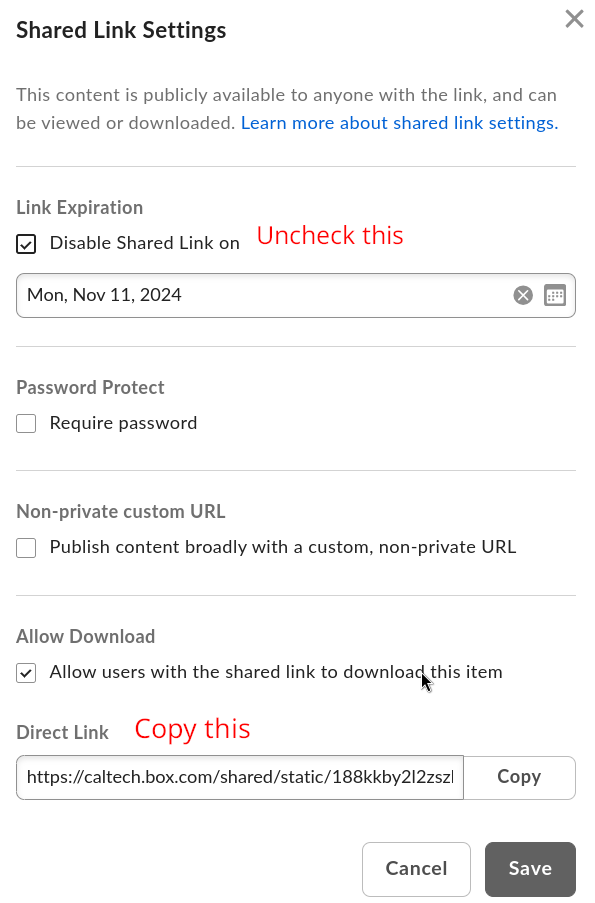 Shared Link Settings
This content is publicly available to anyone with the link, and can
be viewed or downloaded. Learn more about shared link settings.
Link Expiration
Disable Shared Link on
Uncheck this
Mon, Nov 11, 2024
Password Protect
Require password
Non-private custom URL
Publish content broadly with a custom, non-private URL
Allow Download
Allow users with the shared link to download this item
Direct Link
Copy this
https://caltech.box.com/shared/static/188kkby2l2zszl
Copy
Cancel
Save